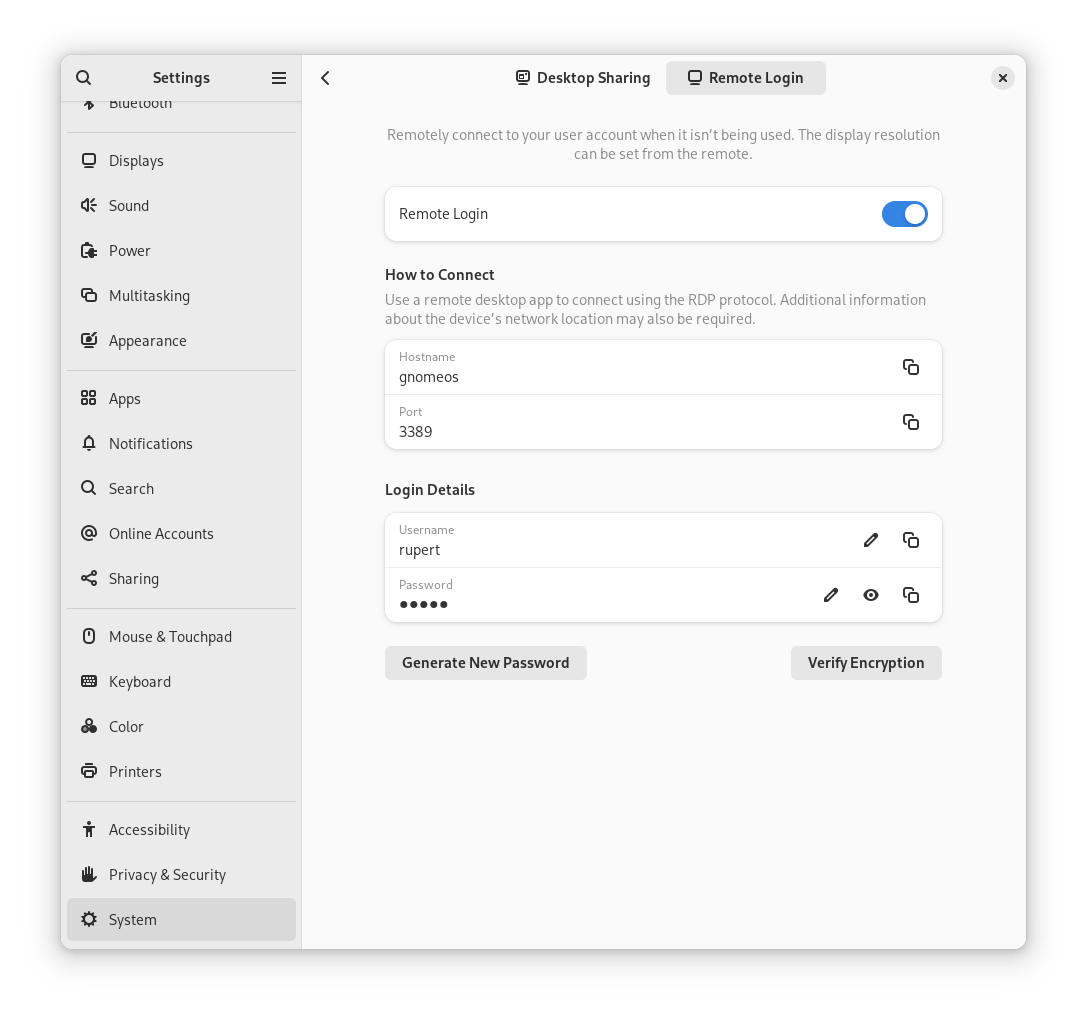 Settings
Bluetooth
Displays
Sound
Power
Multitasking
Appearance
Apps
Notifications
Search
Online Accounts
Sharing
Mouse & Touchpad
Keyboard
Color
Printers
Accessibility
Privacy & Security
System
Desktop Sharing
Remote Login
Remotely connect to your user account when it isn’t being used. The display resolution
can be set from the remote.
Remote Login
How to Connect
Use a remote desktop app to connect using the RDP protocol. Additional information
about the device’s network location may also be required.
Hostname
gnomeos
Port
3389
Login Details
Username
rupert
Password
●●●●●
Generate New Password
Verify Encryption